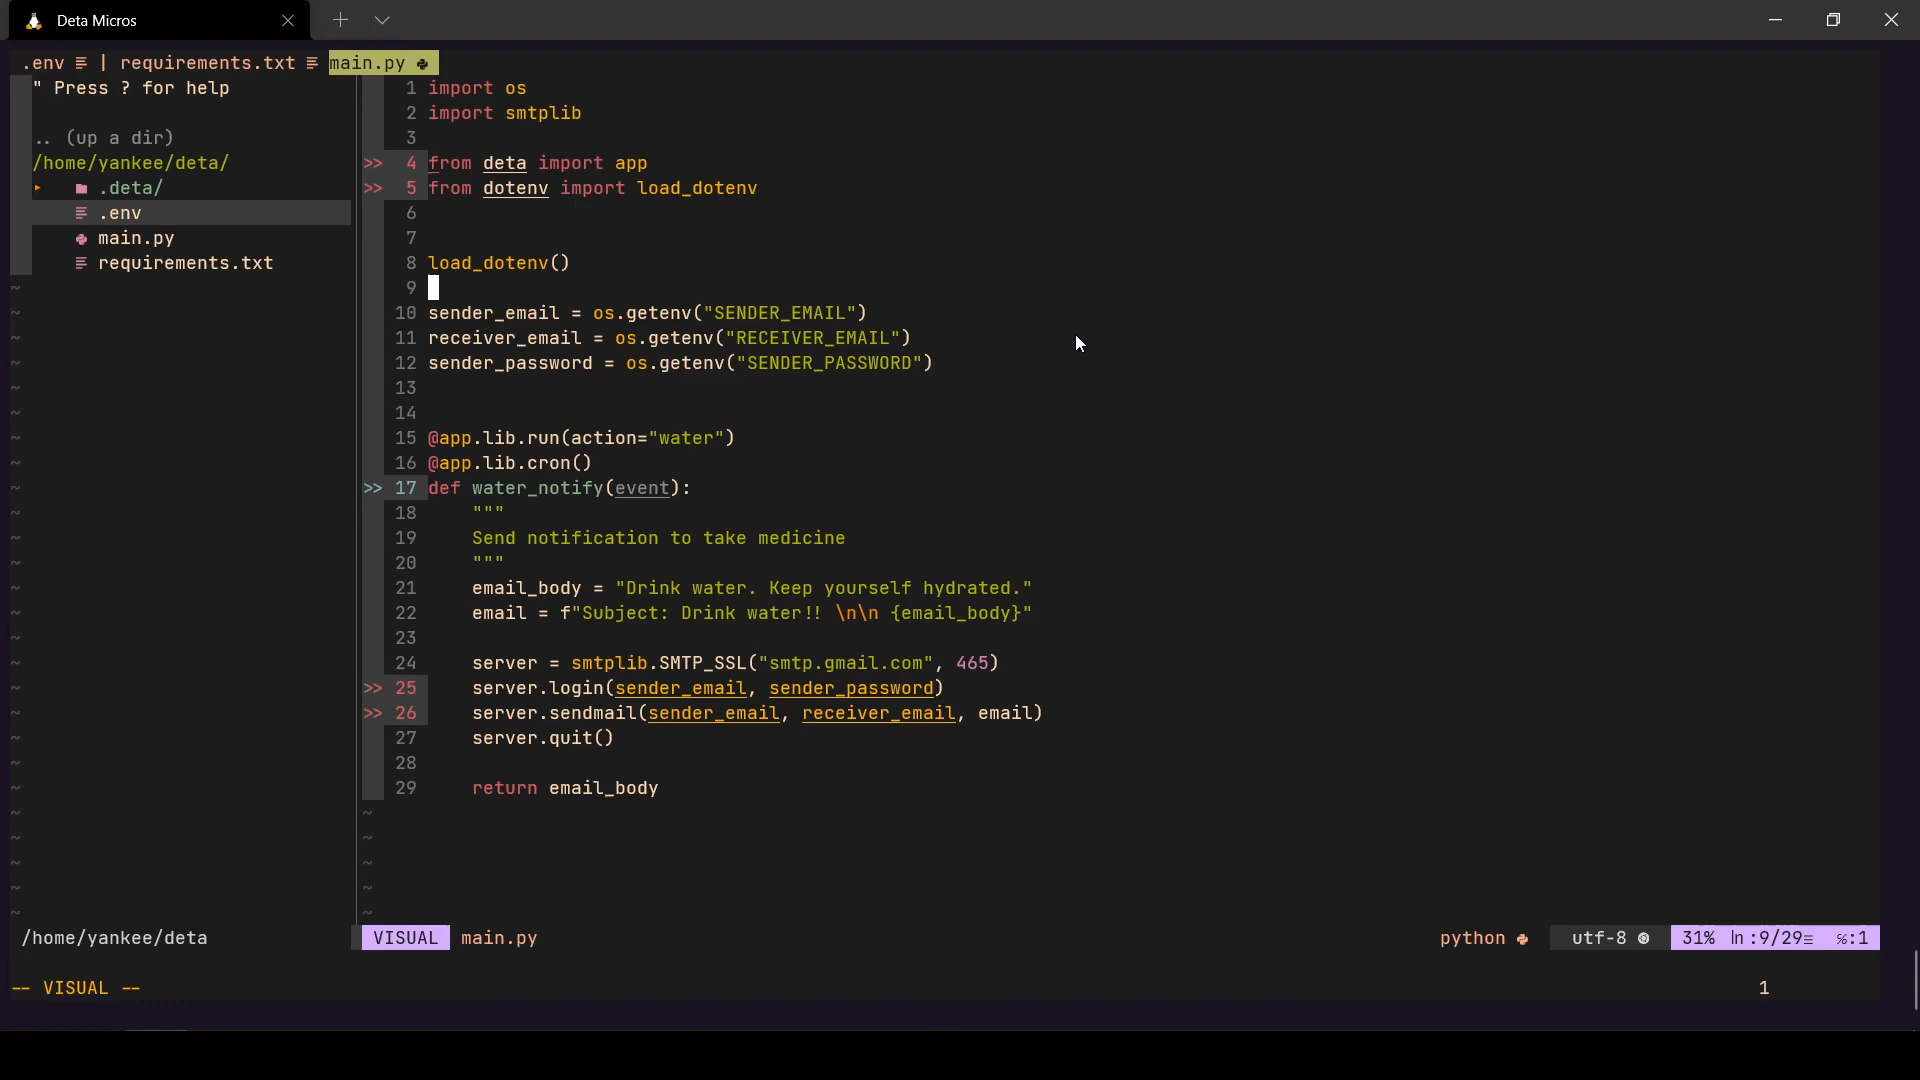 Deta Micros
.env | requirements.txt main.py
" Press ? for help
.. (up a dir)
/home/yankee/deta/
.deta/
.env
main.py
requirements.txt
1 import os
2 import smtplib
3
>> 4 from deta import app
>> 5 from dotenv import load_dotenv
6
7
8 load_dotenv()
9
10 sender_email = os.getenv("SENDER_EMAIL")
11 receiver_email = os.getenv("RECEIVER_EMAIL")
12 sender_password = os.getenv("SENDER_PASSWORD")
13
14
15 @app.lib.run(action="water")
16 @app.lib.cron()
>> 17 def water_notify(event):
18 """
19 Send notification to take medicine
20 """
21 email_body = "Drink water. Keep yourself hydrated."
22 email = f"Subject: Drink water!! \n\n {email_body}"
23
24 server = smtplib.SMTP_SSL("smtp.gmail.com", 465)
>> 25 server.login(sender_email, sender_password)
>> 26 server.sendmail(sender_email, receiver_email, email)
27 server.quit()
28
29 return email_body
/home/yankee/deta VISUAL main.py python utf-8 31% ln :9/29≡ ℅:1
-- VISUAL -- 1